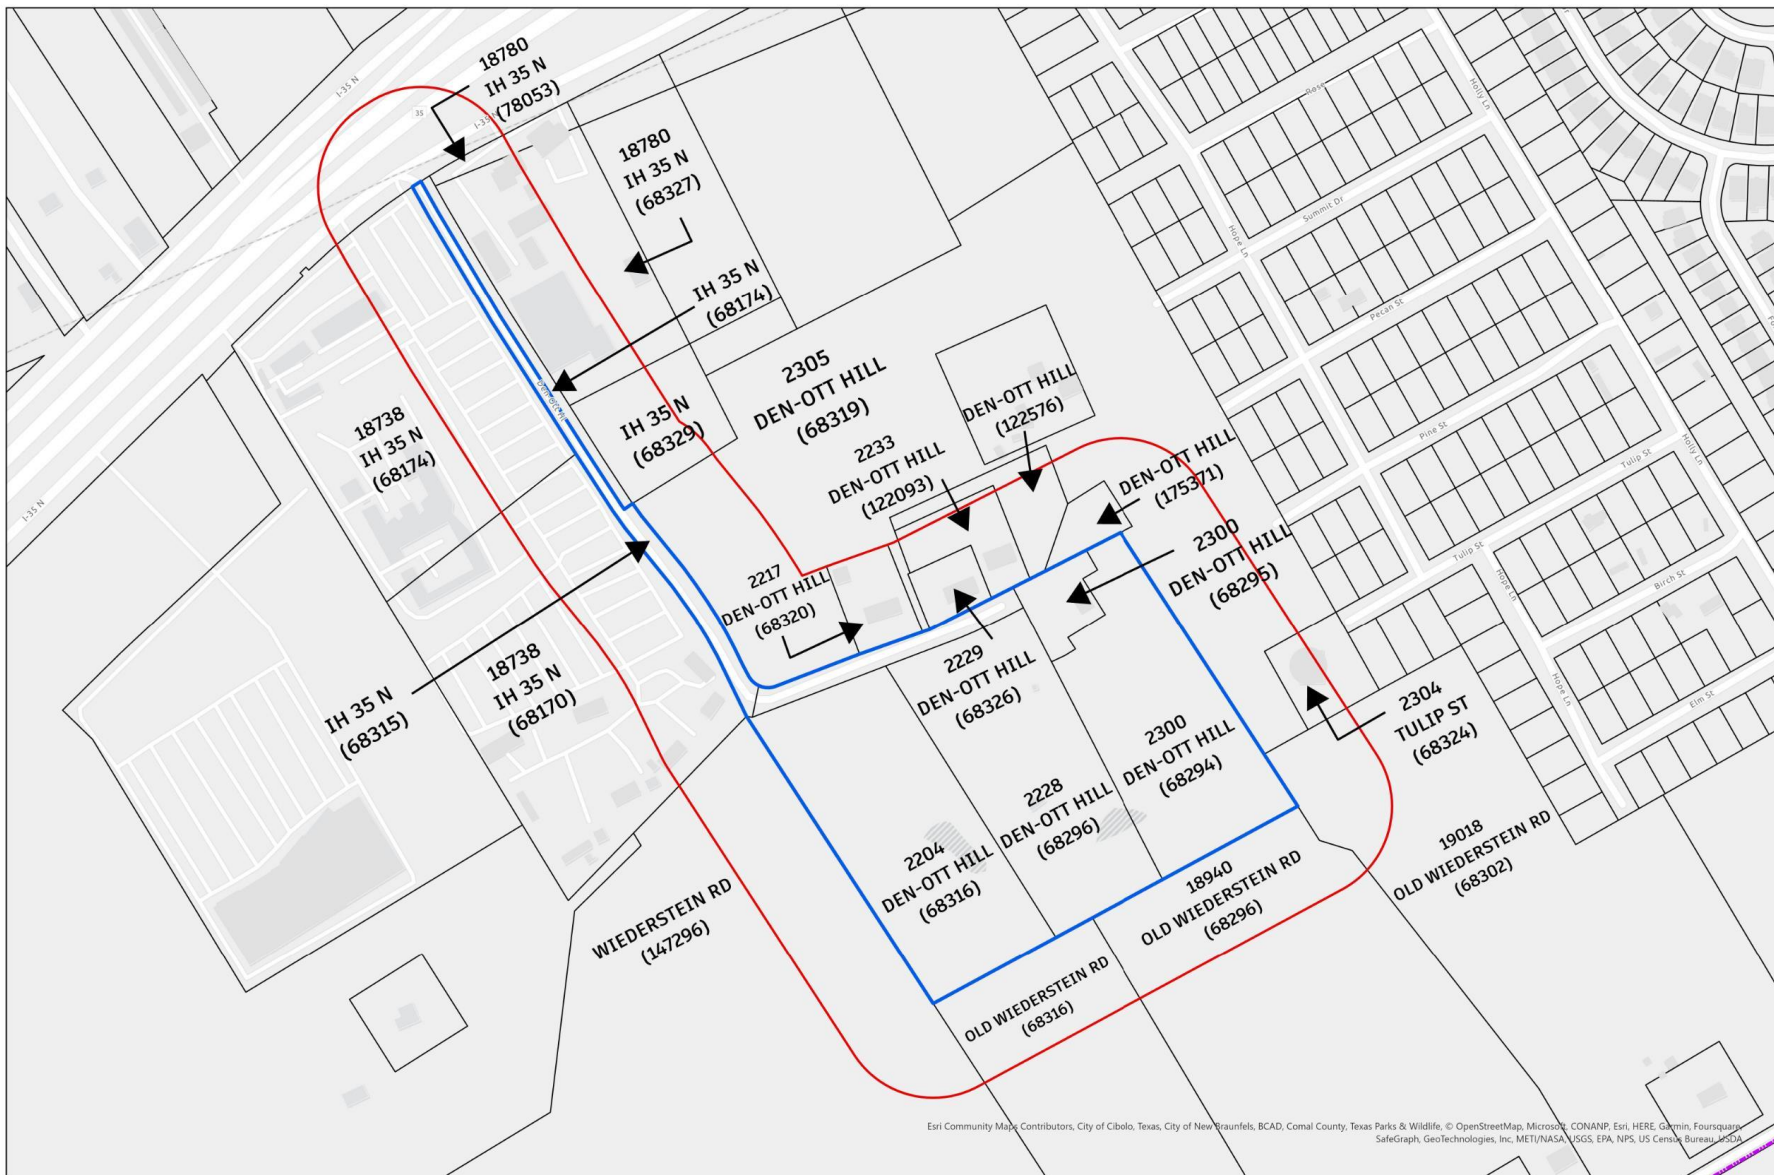 18780
IH 35 N
(78053)
I-35 N
35
I-35 N
18780
IH 35 N
(68327)
IH 35 N
(68174)
Rose
Holly Ln
Summit Dr
Hope Ln
Pecan St
Pine St
Tulip St
Holly Ln
Tulip St
Birch St
Hope Ln
Hope Ln
Elm St
2305
DEN-OTT HILL
(68319)
DEN-OTT HILL
(122576)
IH 35 N
(68329)
18738
IH 35 N
(68174)
2233
DEN-OTT HILL
(122093)
DEN-OTT HILL
(175371)
2300
DEN-OTT HILL
(68295)
I-35 N
2217
DEN-OTT HILL
(68320)
18738
IH 35 N
(68170)
IH 35 N
(68315)
2229
DEN-OTT HILL
(68326)
2304
TULIP ST
(68324)
2300
DEN-OTT HILL
(68294)
2228
DEN-OTT HILL
(68296)
2204
DEN-OTT HILL
(68316)
19018
OLD WIEDERSTEIN RD
(68302)
18940
OLD WIEDERSTEIN RD
(68296)
WIEDERSTEIN RD
(147296)
OLD WIEDERSTEIN RD
(68316)
Esri Community Maps Contributors, City of Cibolo, Texas, City of New Braunfels, BCAD, Comal County, Texas Parks & Wildlife, © OpenStreetMap, Microsoft, CONANP, Esri, HERE, Garmin, Foursquare,
SafeGraph, GeoTechnologies, Inc, METI/NASA, USGS, EPA, NPS, US Census Bureau, USDA